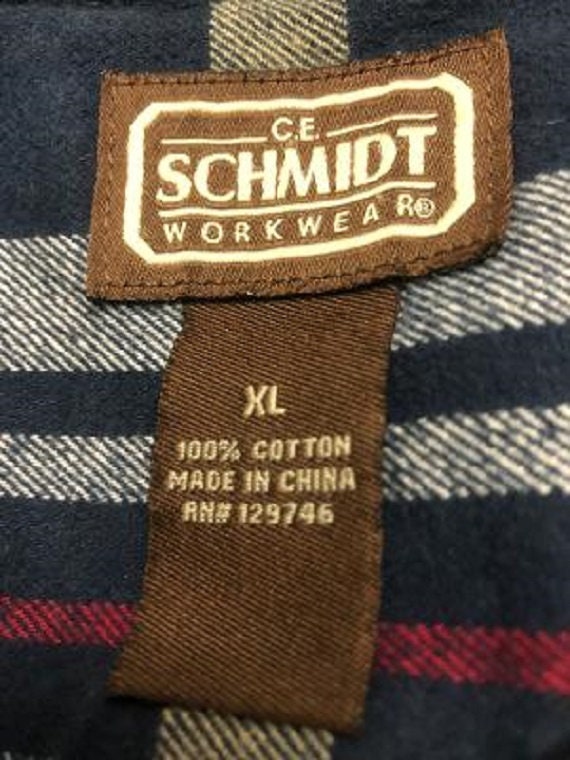 C.E.
SCHMIDT
WORKWEAR®
XL
100% COTTON
MADE IN CHINA
RN# 129746